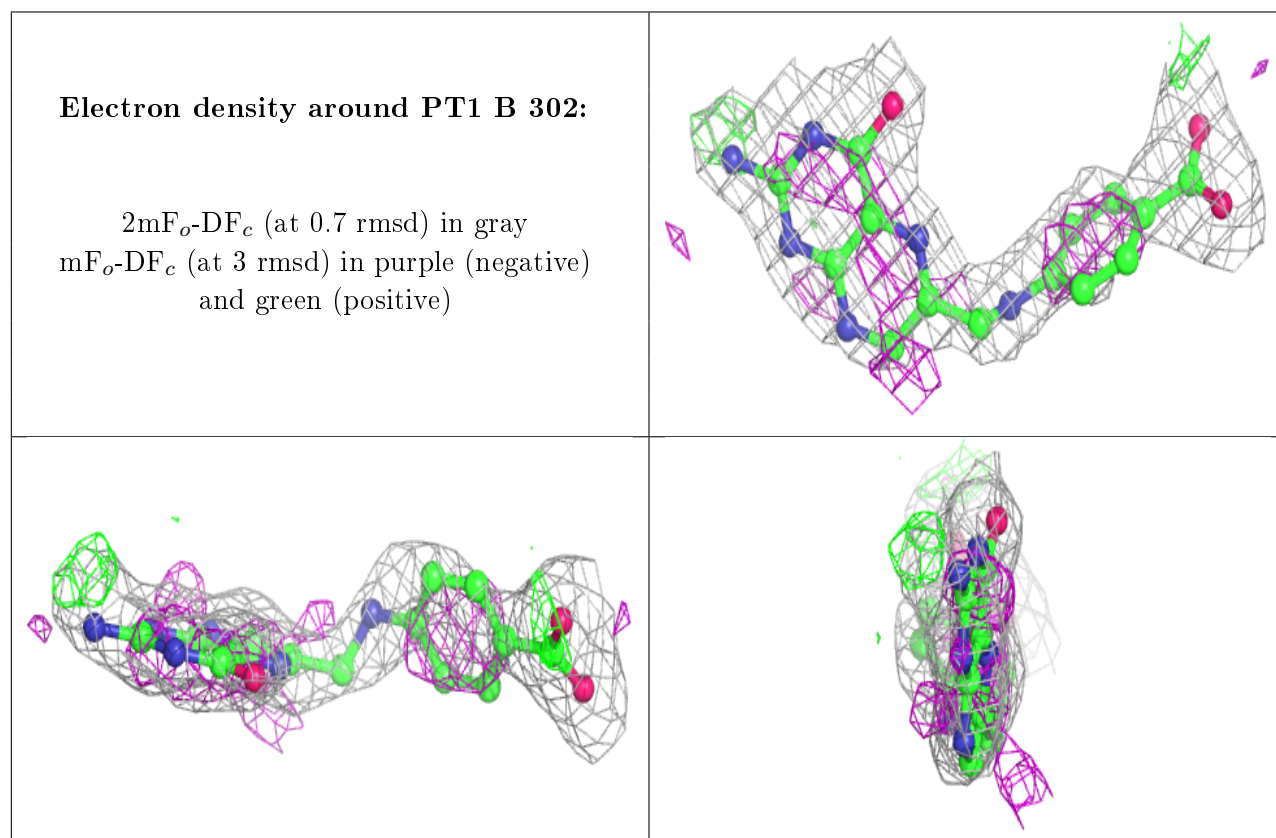 Electron density around PT1 B 302:
2mFo-DFc (at 0.7 rmsd) in gray
mFo-DFc (at 3 rmsd) in purple (negative)
and green (positive)